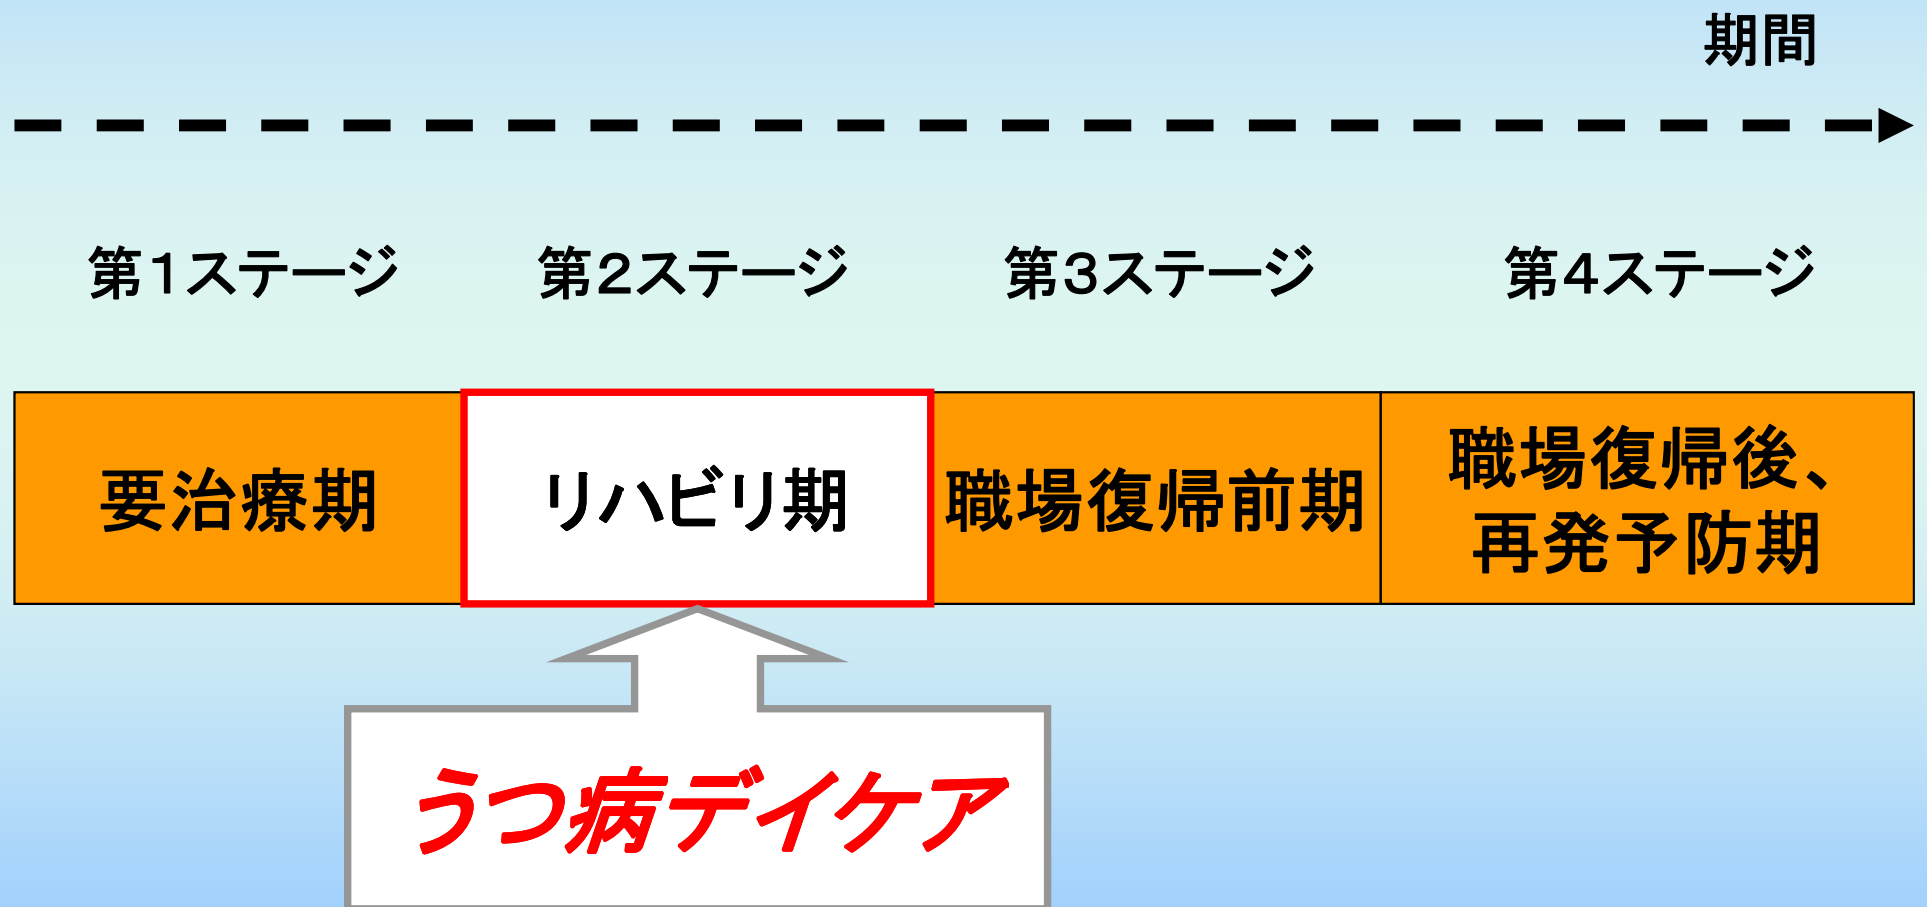 期間
第1ステージ
第2ステージ
第3ステージ
第4ステージ
要治療期
リハビリ期
職場復帰前期
職場復帰後、
再発予防期
うつ病デイケア